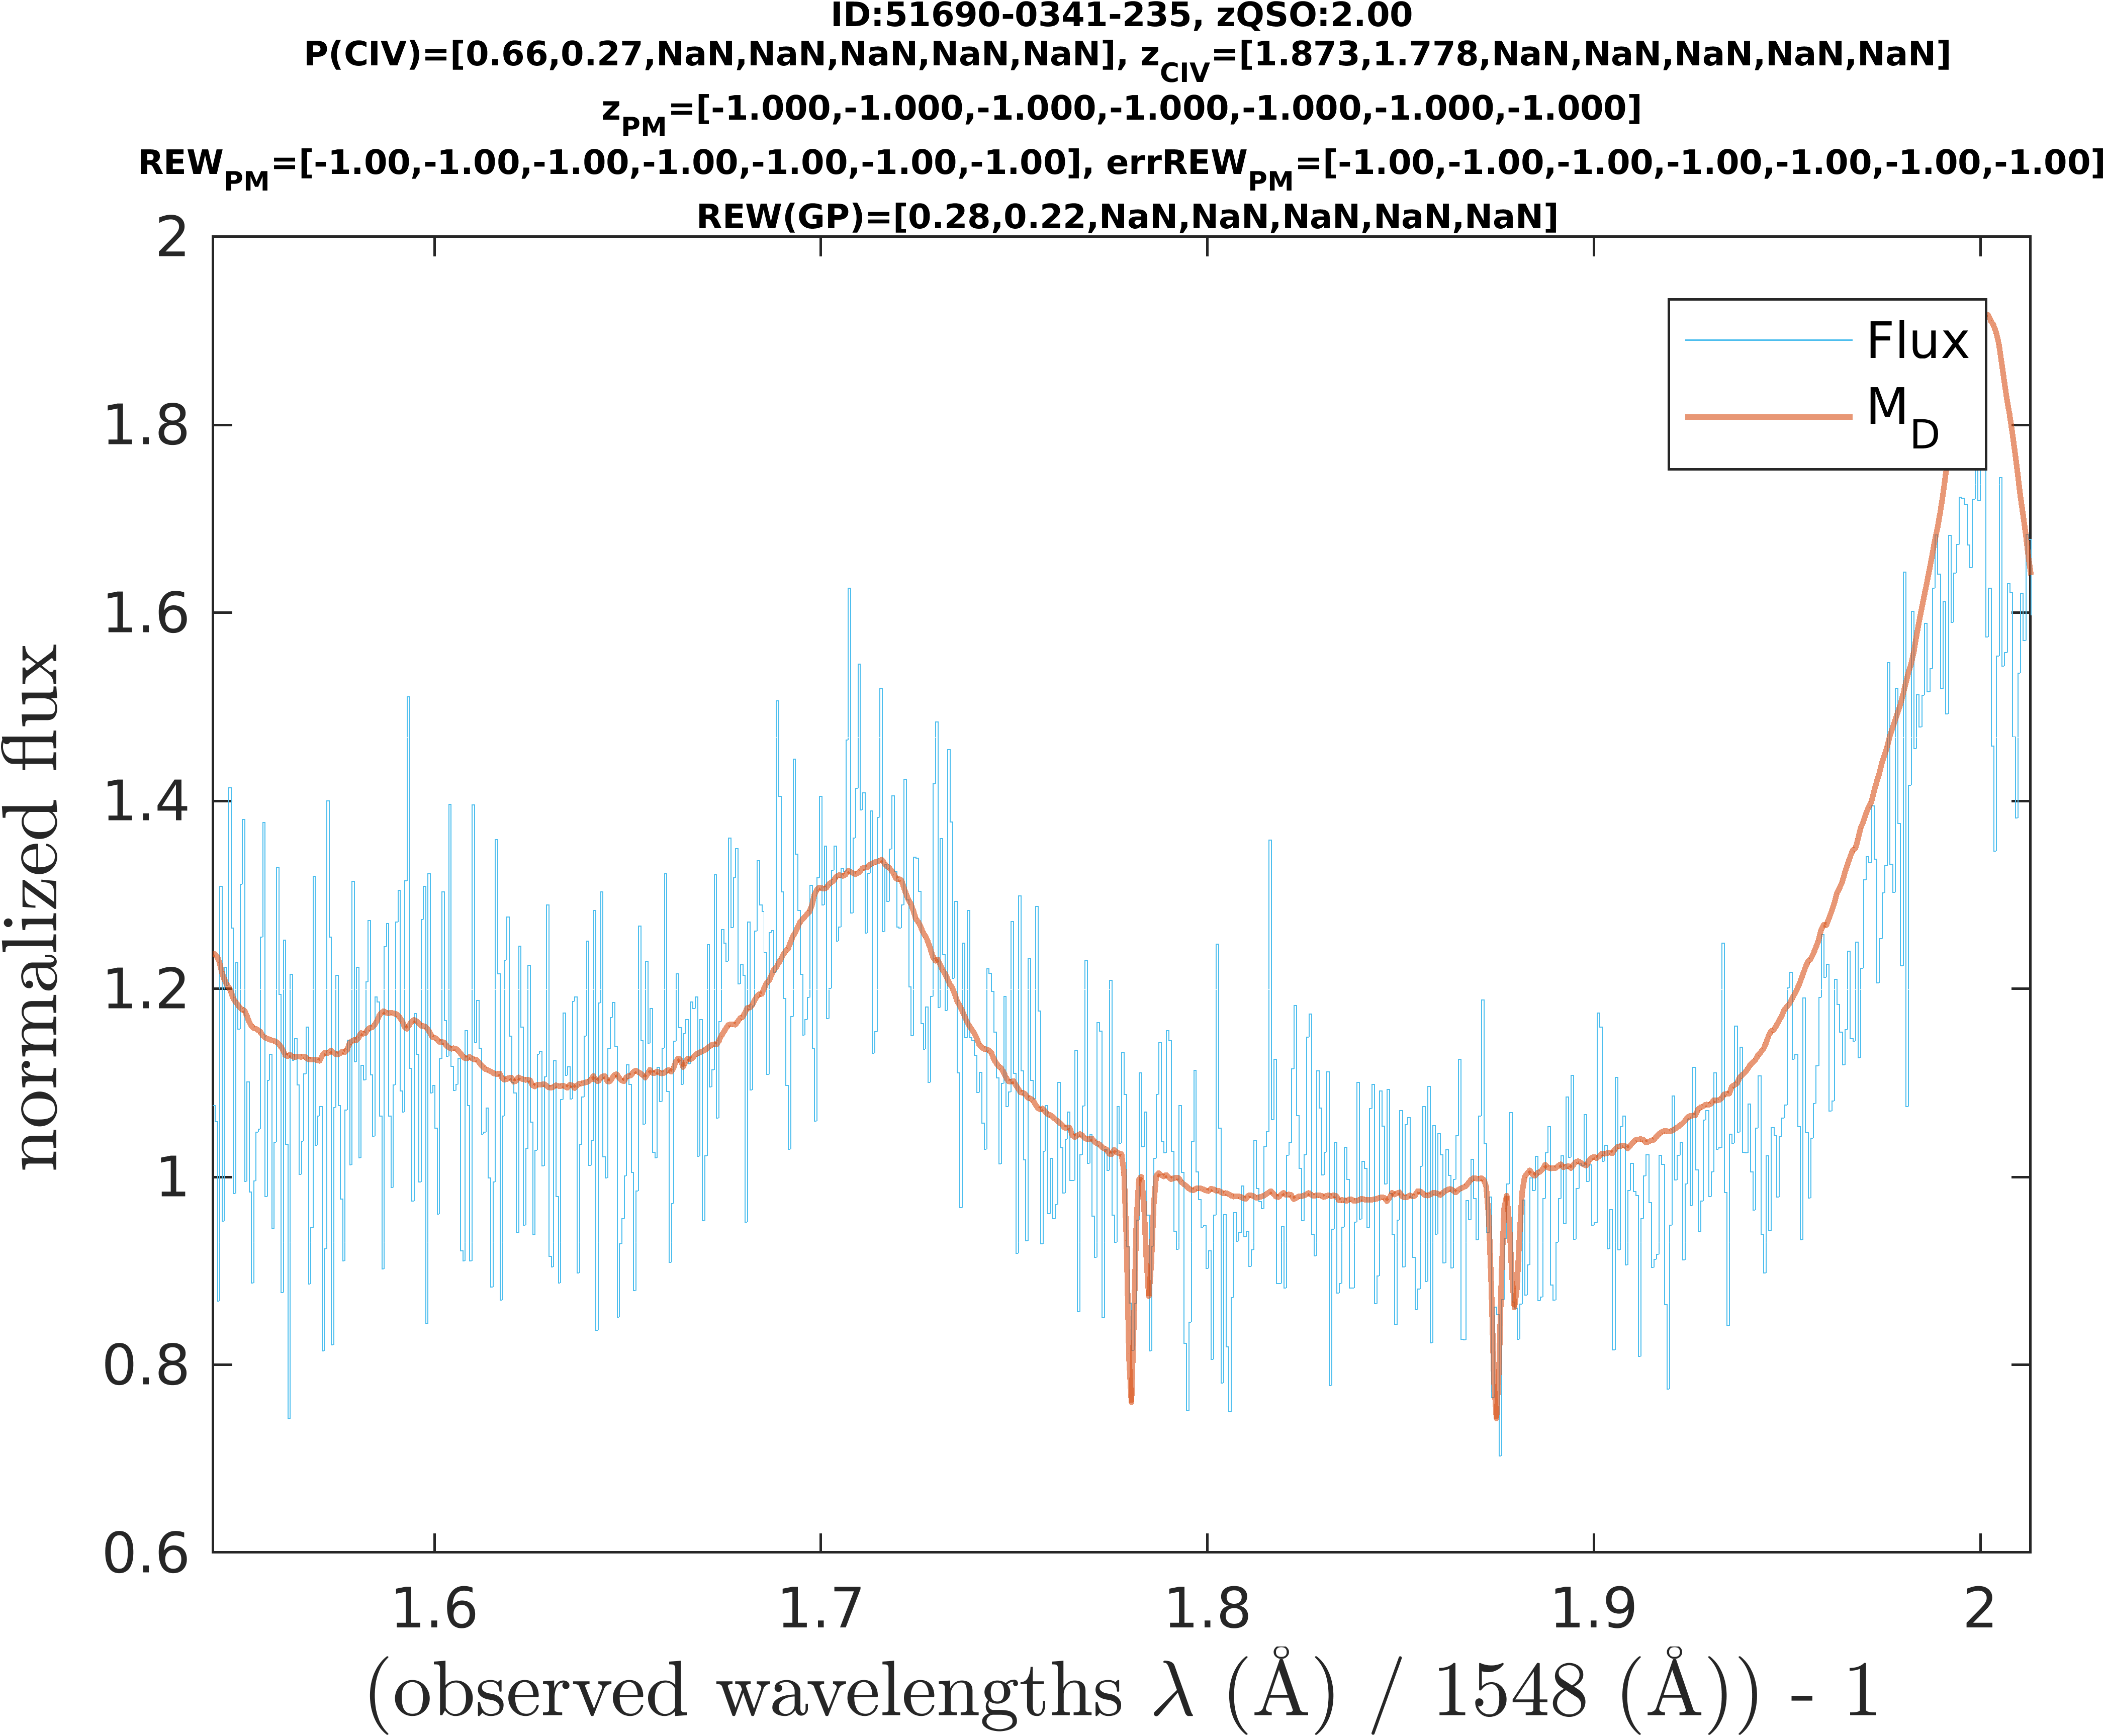 ID:51690-0341-235, zQSO:2.00
P(CIV)=[0.66,0.27,NaN,NaN,NaN,NaN,NaN], zCIV=[1.873,1.778,NaN,NaN,NaN,NaN,NaN]
zPM=[-1.000,-1.000,-1.000,-1.000,-1.000,-1.000,-1.000]
REWPM=[-1.00,-1.00,-1.00,-1.00,-1.00,-1.00,-1.00], errREWPM=[-1.00,-1.00,-1.00,-1.00,-1.00,-1.00,-1.00]
REW(GP)=[0.28,0.22,NaN,NaN,NaN,NaN,NaN]
2
1.8
1.6
1.4
1.2
1
0.8
0.6
normalized flux
Flux
MD
1.6 1.7 1.8 1.9 2
(observed wavelengths λ (Å) / 1548 (Å)) - 1